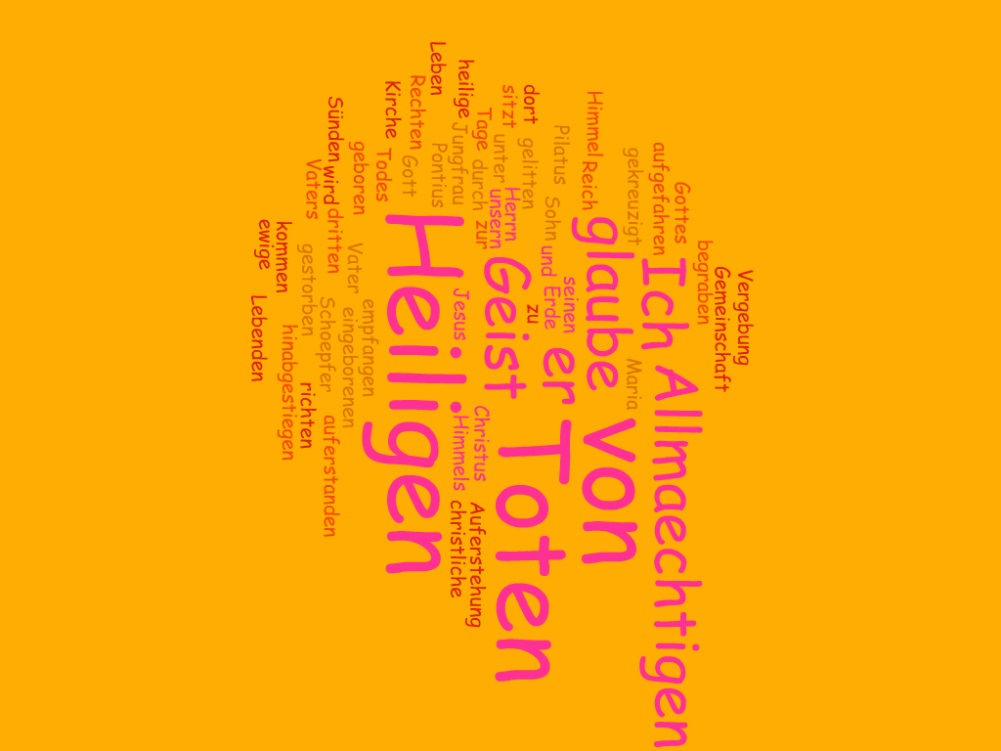 Vergebung
Gemeinschaft
begraben
Gottes
aufgefahren
Ich Allmaechtigen
gekreuzigt
Maria
Himmel Reich
glaube von
Pilatus
seinen
Sohn und Erde er Toten
dort gelitten zu
sitzt unter Herrn
unsern Geist
Tage durch zur
Christus Auferstehung
heilige Jungfrau Jesus Himmels christliche
Leben Pontius
Rechten Gott Heiligen
Kirche Todes
empfangen
geboren Vater eingeborenen
Sünden wird dritten Schoepfer auferstanden
Vaters gestorben richten
kommen hinabgestiegen
ewige Lebenden